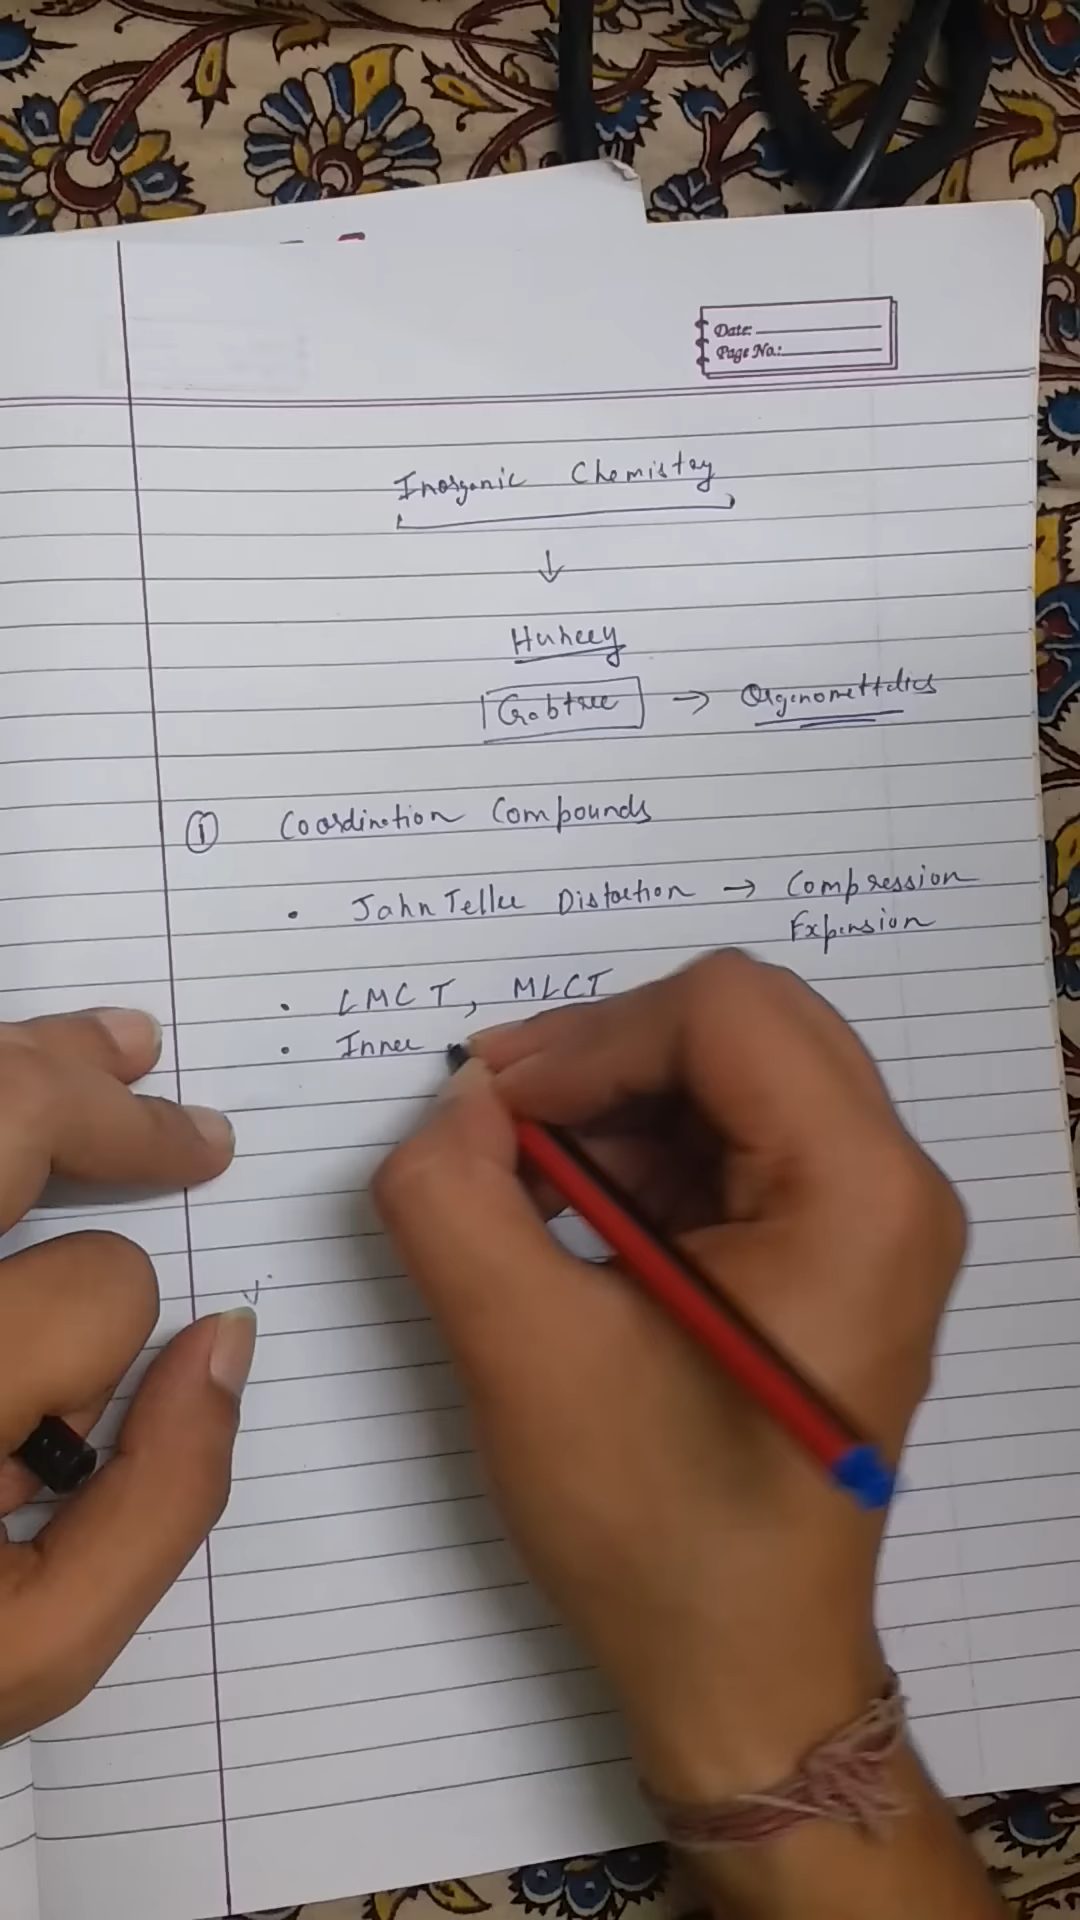 Date:
Page No.:
Inorganic Chemistry
↓
Huheey
Crabtree → Organometallics
① Coordination Compounds
• Jahn Teller Distortion → Compression
Expansion
• LMCT, MLCT
• Inner